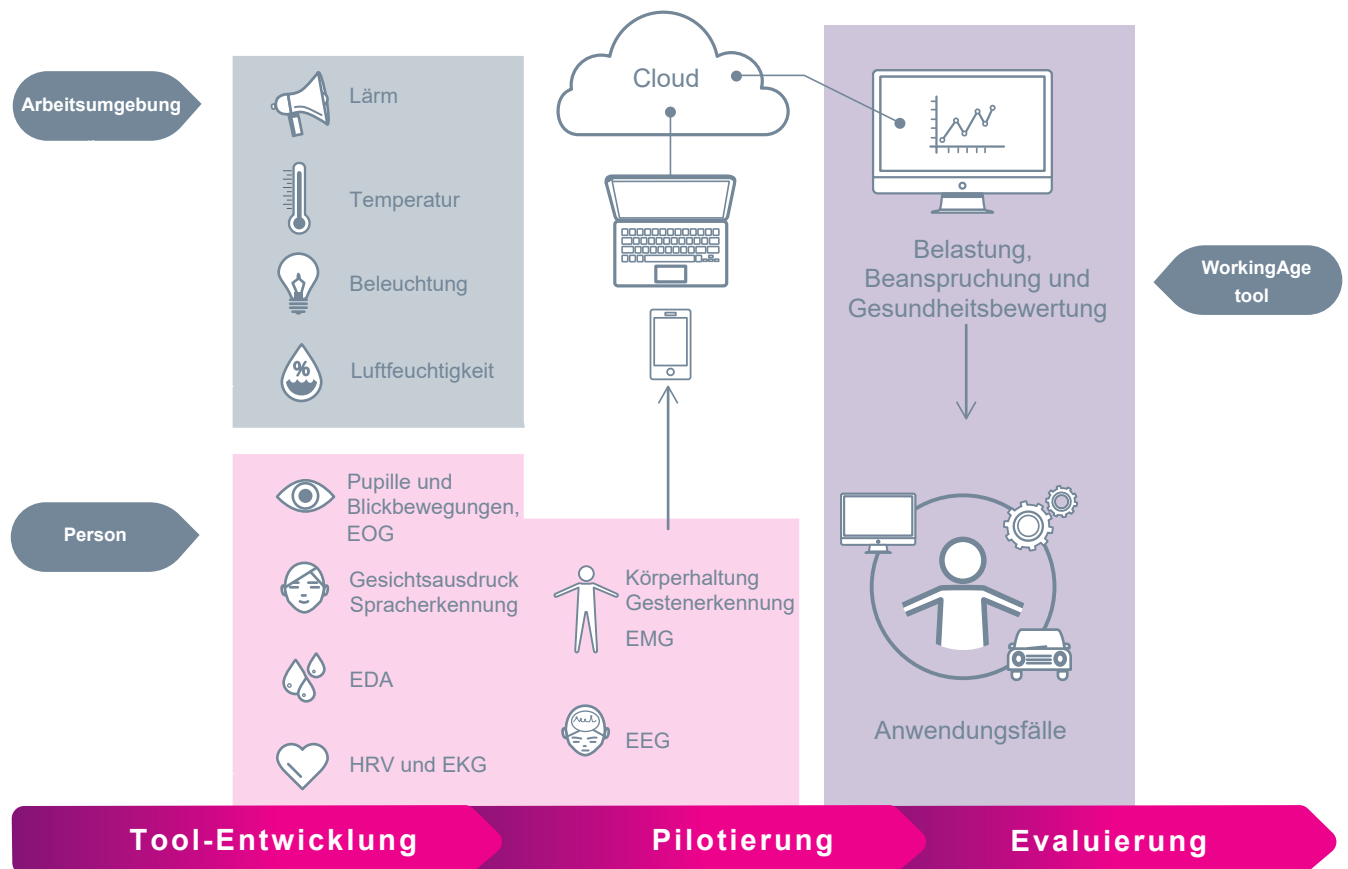 Arbeitsumgebung
Lärm
Temperatur
Beleuchtung
%
Luftfeuchtigkeit
Cloud
Belastung,
Beanspruchung und
Gesundheitsbewertung
WorkingAge
tool
Person
Pupille und
Blickbewegungen,
EOG
Gesichtsausdruck
Spracherkennung
EDA
HRV und EKG
Körperhaltung
Gestenerkennung
EMG
EEG
Anwendungsfälle
Tool-Entwicklung
Pilotierung
Evaluierung